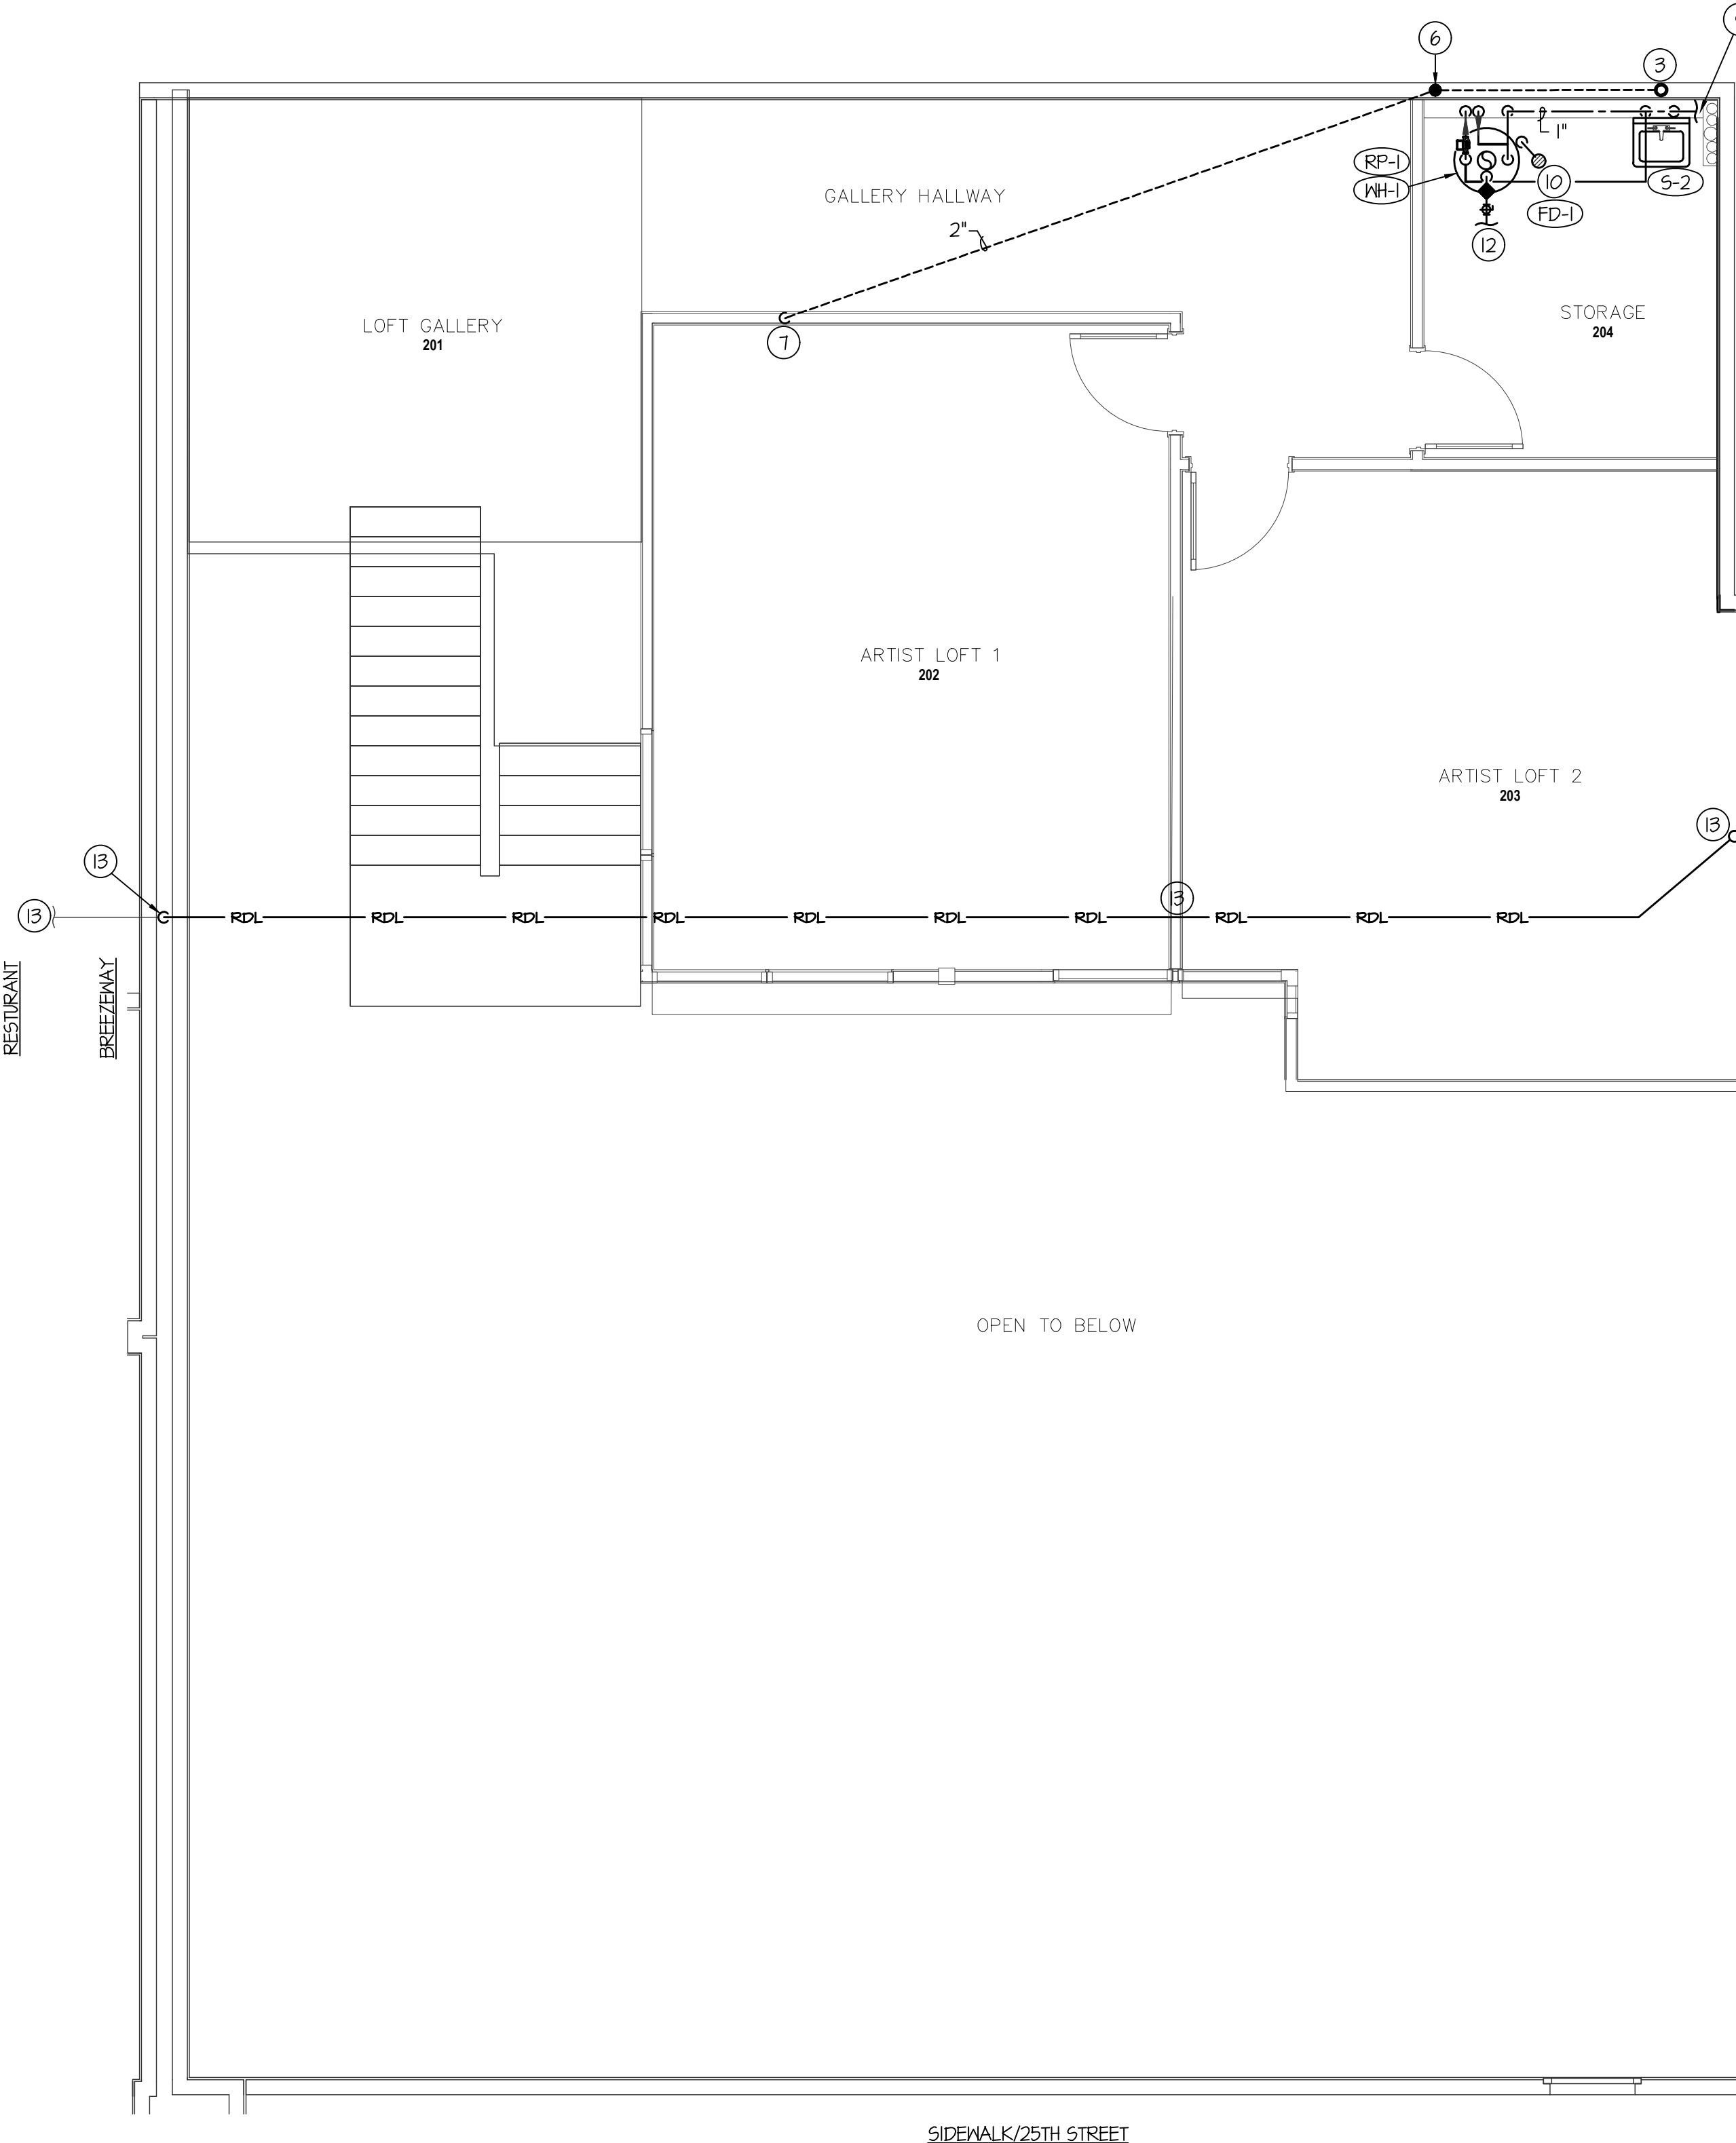 6
3
1"
RP-1
WH-1
10
S-2
FD-1
12
GALLERY HALLWAY
2"
STORAGE
204
LOFT GALLERY
201
7
ARTIST LOFT 1
202
ARTIST LOFT 2
203
13
13
13
13
RDL RDL RDL RDL RDL RDL RDL RDL RDL RDL
RESTURANT
BREEZEWAY
OPEN TO BELOW
SIDEWALK/25TH STREET